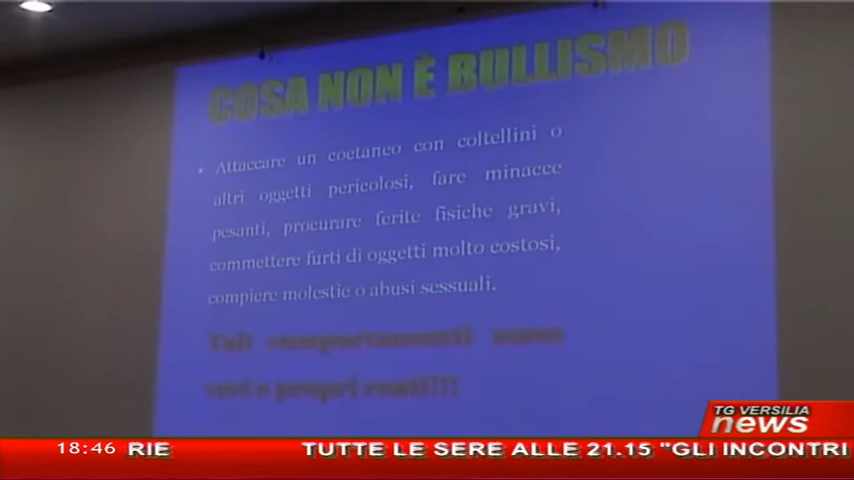 COSA NON È BULLISMO
• Attaccare un coetaneo con coltellini o
altri oggetti pericolosi, fare minacce
pesanti, procurare ferite fisiche gravi,
commettere furti di oggetti molto costosi,
compiere molestie o abusi sessuali.
Tali comportamenti sono
veri e propri reati!!!
TG VERSILIA
news
18:46 RIE TUTTE LE SERE ALLE 21.15 "GLI INCONTRI